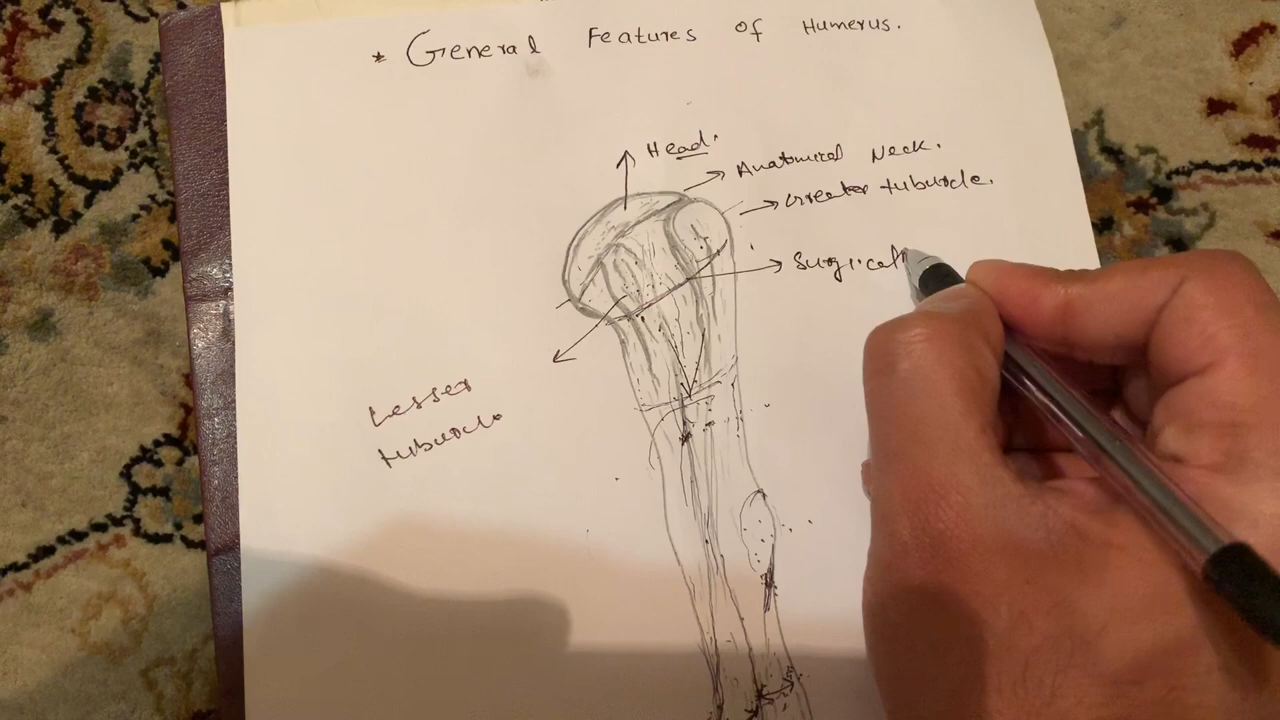 * General Features of Humerus.
Head.
Anatomical Neck.
Greater tubercle.
Surgical
Lesser
tubercle